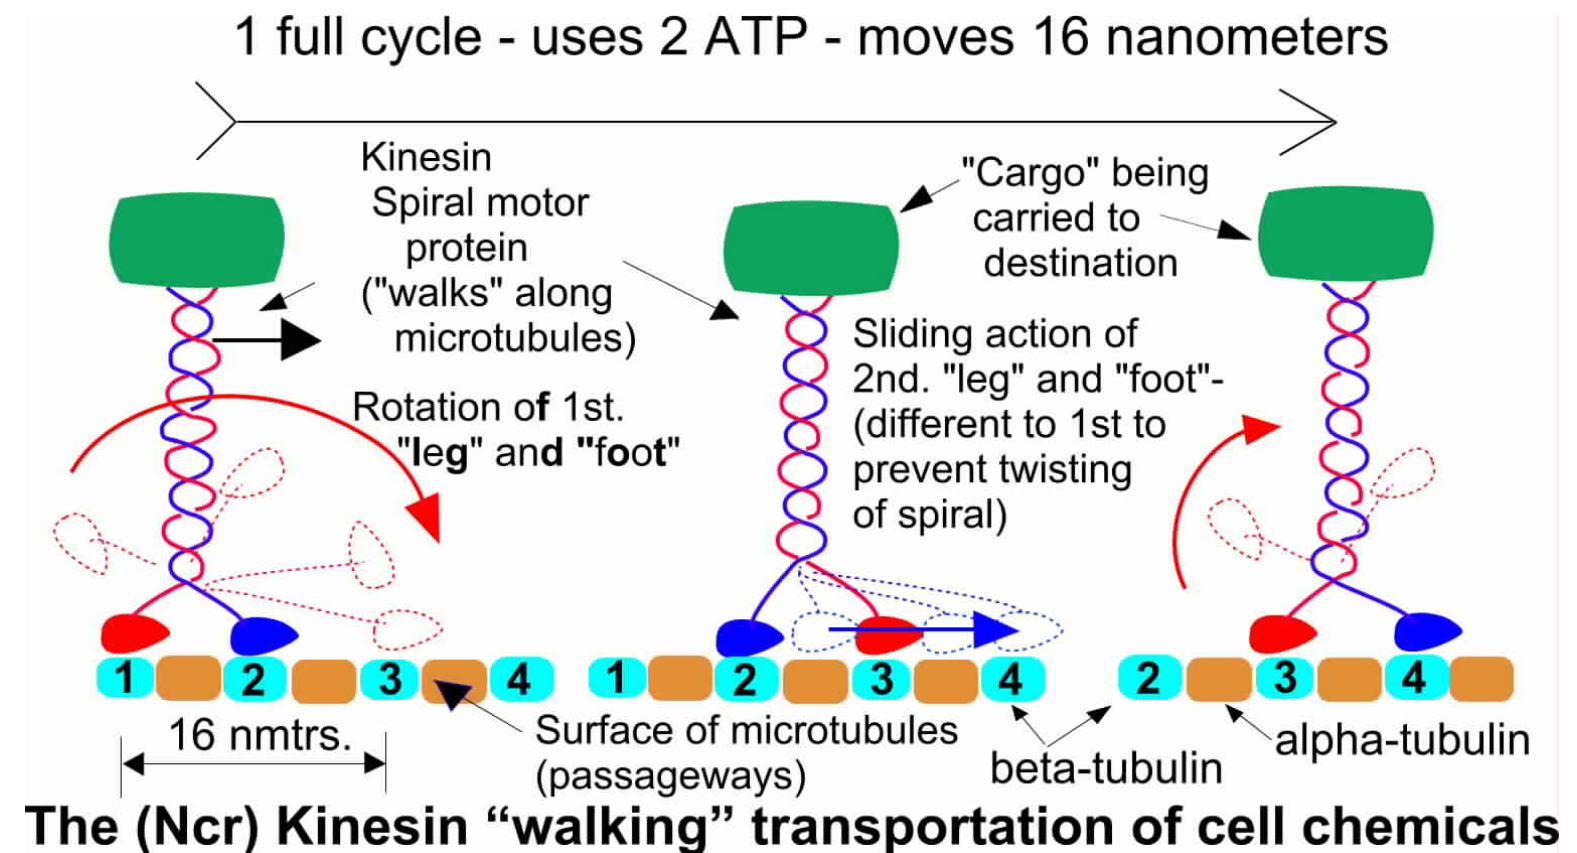 1 full cycle - uses 2 ATP - moves 16 nanometers
Kinesin
Spiral motor
protein
("walks" along
microtubules)
"Cargo" being
carried to
destination
Rotation of 1st.
"leg" and "foot"
Sliding action of
2nd. "leg" and "foot"-
(different to 1st to
prevent twisting
of spiral)
1 2 3 4
1 2 3 4
2 3 4
16 nmtrs.
Surface of microtubules
(passageways)
beta-tubulin
alpha-tubulin
The (Ncr) Kinesin “walking” transportation of cell chemicals